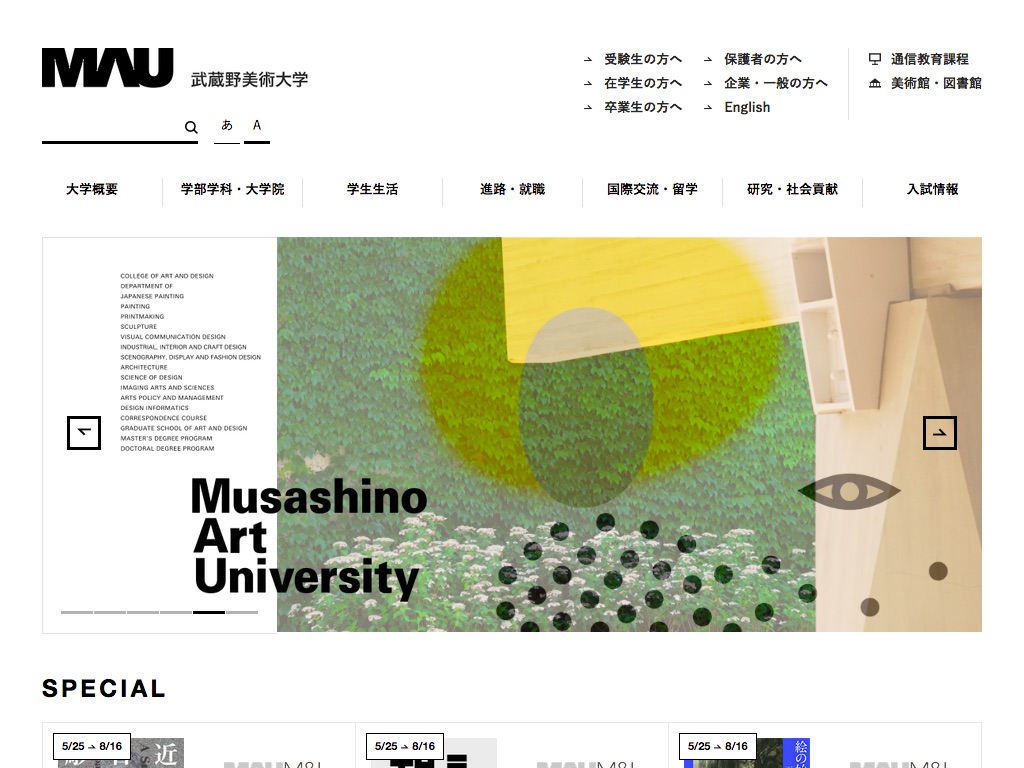 MAU 武蔵野美術大学
受験生の方へ
在学生の方へ
卒業生の方へ
保護者の方へ
企業・一般の方へ
English
通信教育課程
美術館・図書館
あ A
大学概要 学部学科・大学院 学生生活 進路・就職 国際交流・留学 研究・社会貢献 入試情報
COLLEGE OF ART AND DESIGN
DEPARTMENT OF
JAPANESE PAINTING
PAINTING
PRINTMAKING
SCULPTURE
VISUAL COMMUNICATION DESIGN
INDUSTRIAL, INTERIOR AND CRAFT DESIGN
SCENOGRAPHY, DISPLAY AND FASHION DESIGN
ARCHITECTURE
SCIENCE OF DESIGN
IMAGING ARTS AND SCIENCES
ARTS POLICY AND MANAGEMENT
DESIGN INFORMATICS
CORRESPONDENCE COURSE
GRADUATE SCHOOL OF ART AND DESIGN
MASTER'S DEGREE PROGRAM
DOCTORAL DEGREE PROGRAM
Musashino
Art
University
SPECIAL
5/25 ⇀ 8/16
近
5/25 ⇀ 8/16
5/25 ⇀ 8/16
絵の